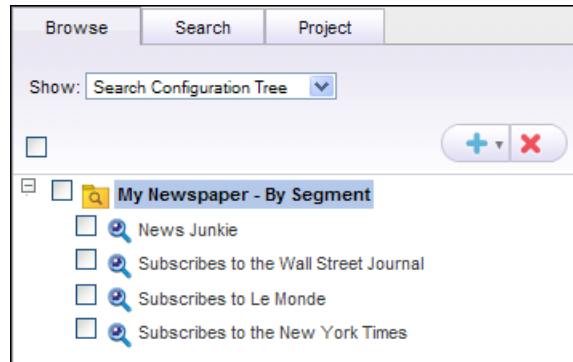 Browse Search Project
Show: Search Configuration Tree
My Newspaper - By Segment
News Junkie
Subscribes to the Wall Street Journal
Subscribes to Le Monde
Subscribes to the New York Times